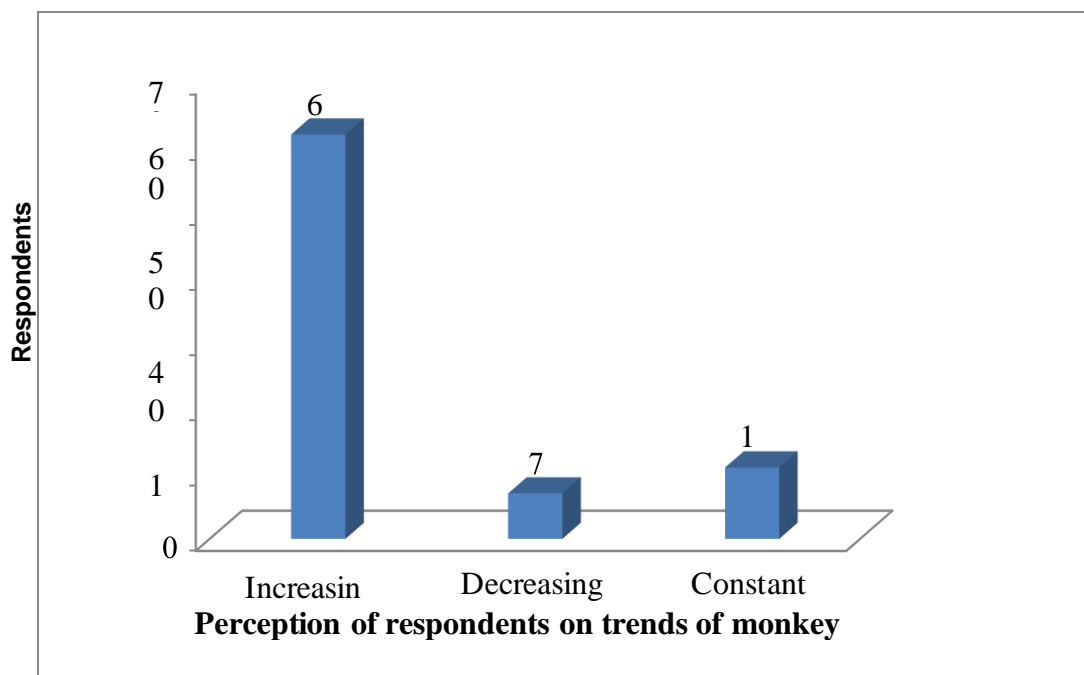 Respondents
7
6
0
5
0
4
0
1
0
6
7
1
Increasin
Decreasing
Constant
Perception of respondents on trends of monkey